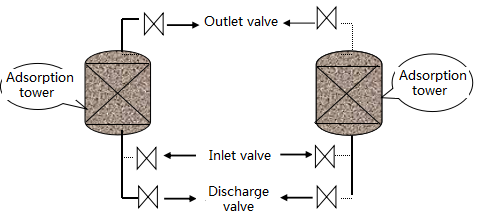 Outlet valve
Adsorption
tower
Adsorption
tower
Inlet valve
Discharge
valve